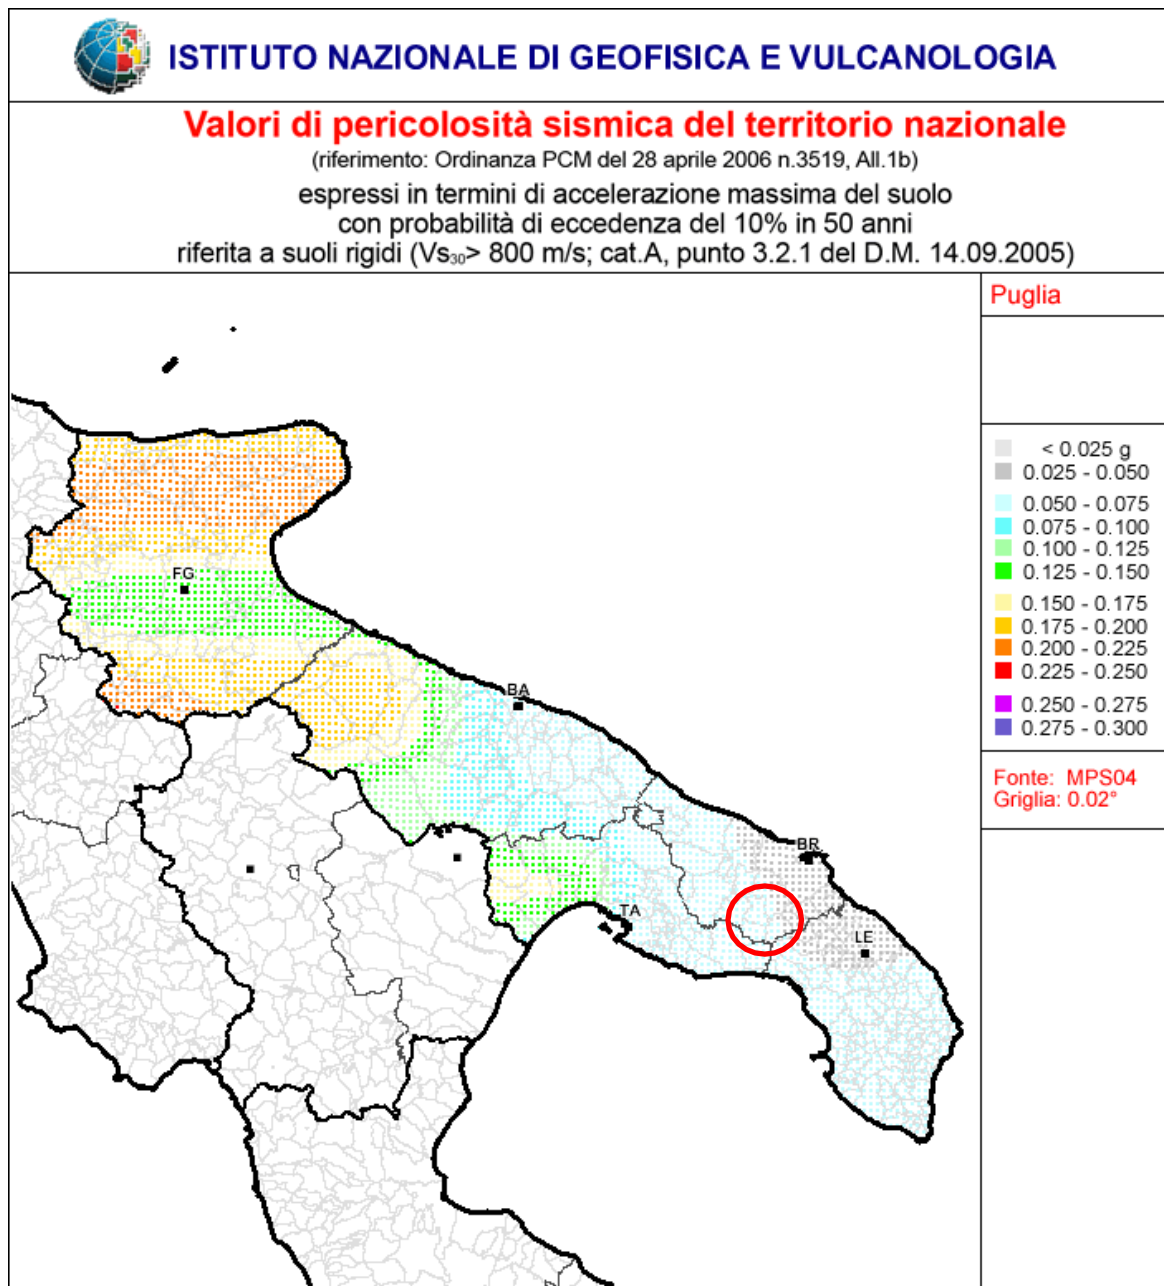 ISTITUTO NAZIONALE DI GEOFISICA E VULCANOLOGIA
Valori di pericolosità sismica del territorio nazionale
(riferimento: Ordinanza PCM del 28 aprile 2006 n.3519, All.1b)
espressi in termini di accelerazione massima del suolo
con probabilità di eccedenza del 10% in 50 anni
riferita a suoli rigidi (Vs₃₀> 800 m/s; cat.A, punto 3.2.1 del D.M. 14.09.2005)
Puglia
< 0.025 g
0.025 - 0.050
0.050 - 0.075
0.075 - 0.100
0.100 - 0.125
0.125 - 0.150
0.150 - 0.175
0.175 - 0.200
0.200 - 0.225
0.225 - 0.250
0.250 - 0.275
0.275 - 0.300
Fonte: MPS04
Griglia: 0.02°
FG
BA
BR
TA
LE